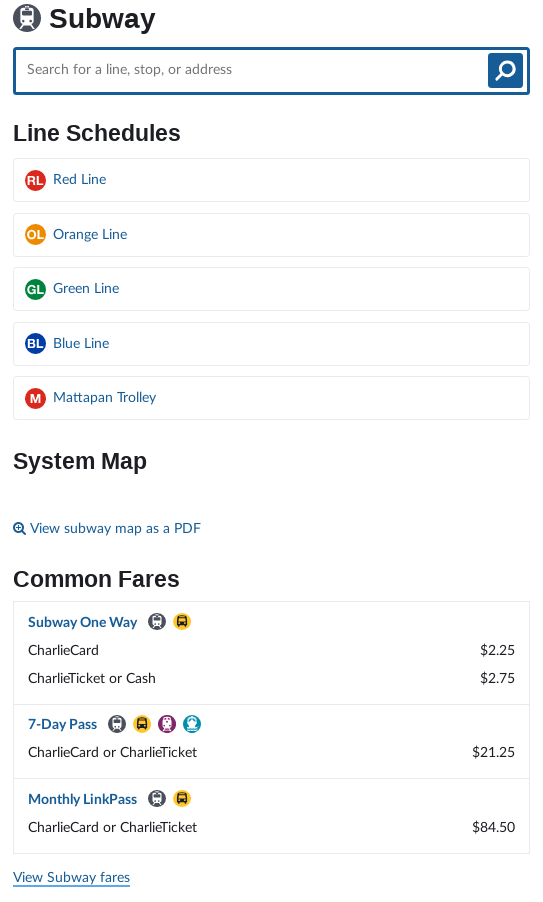 Subway
Search for a line, stop, or address
Line Schedules
RL Red Line
OL Orange Line
GL Green Line
BL Blue Line
M Mattapan Trolley
System Map
View subway map as a PDF
Common Fares
Subway One Way
CharlieCard $2.25
CharlieTicket or Cash $2.75
7-Day Pass
CharlieCard or CharlieTicket $21.25
Monthly LinkPass
CharlieCard or CharlieTicket $84.50
View Subway fares